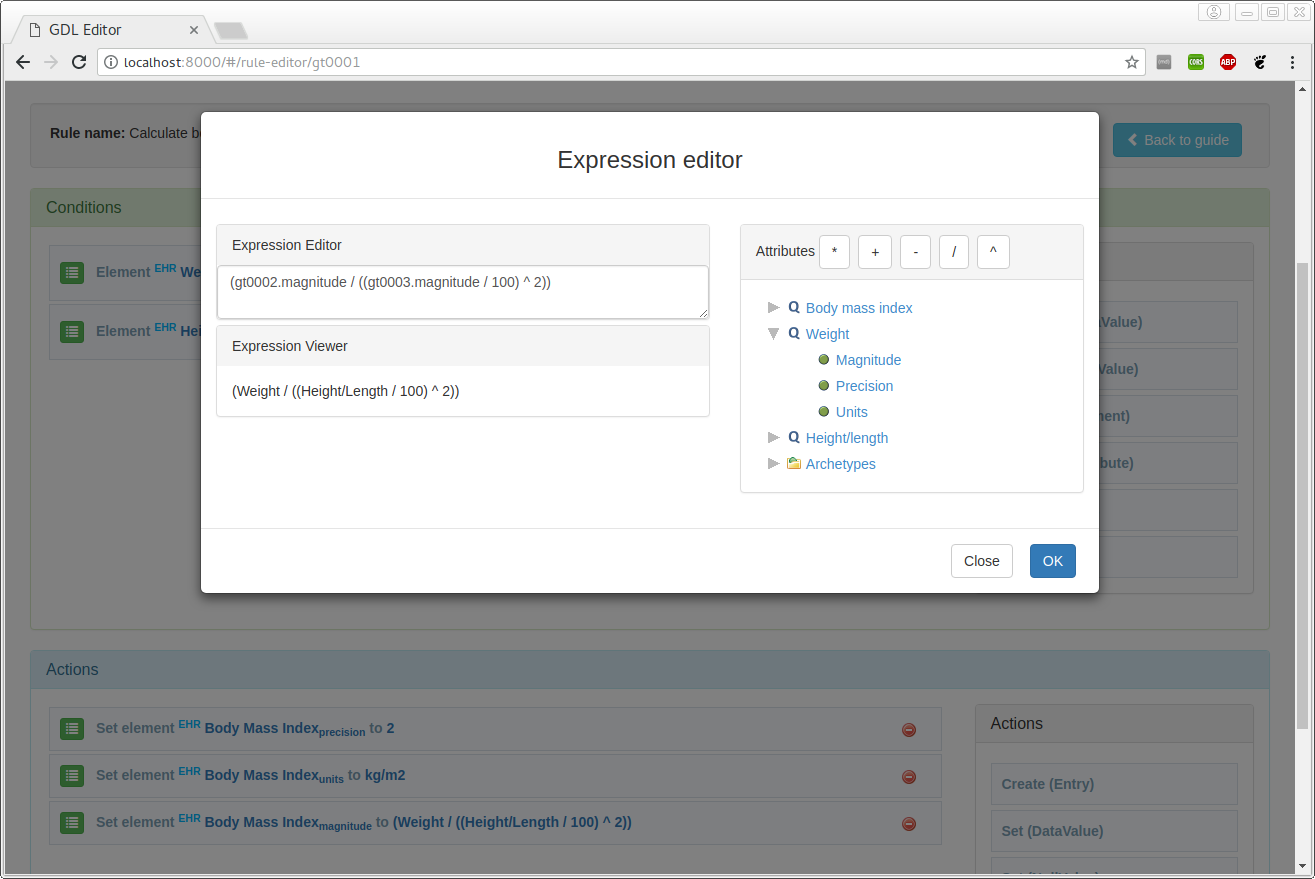 GDL Editor
localhost:8000/#/rule-editor/gt0001
ABP
Rule name: Calculate b
Back to guide
Expression editor
Conditions
Expression Editor
(gt0002.magnitude / ((gt0003.magnitude / 100) ^ 2))
Expression Viewer
(Weight / ((Height/Length / 100) ^ 2))
Attributes * + - / ^
Body mass index
Weight
Magnitude
Precision
Units
Height/length
Archetypes
Element EHR We
Element EHR Hei
Value)
Value)
ment)
bute)
Close OK
Actions
Set element EHR Body Mass Index precision to 2
Set element EHR Body Mass Index units to kg/m2
Set element EHR Body Mass Index magnitude to (Weight / ((Height/Length / 100) ^ 2))
Actions
Create (Entry)
Set (DataValue)